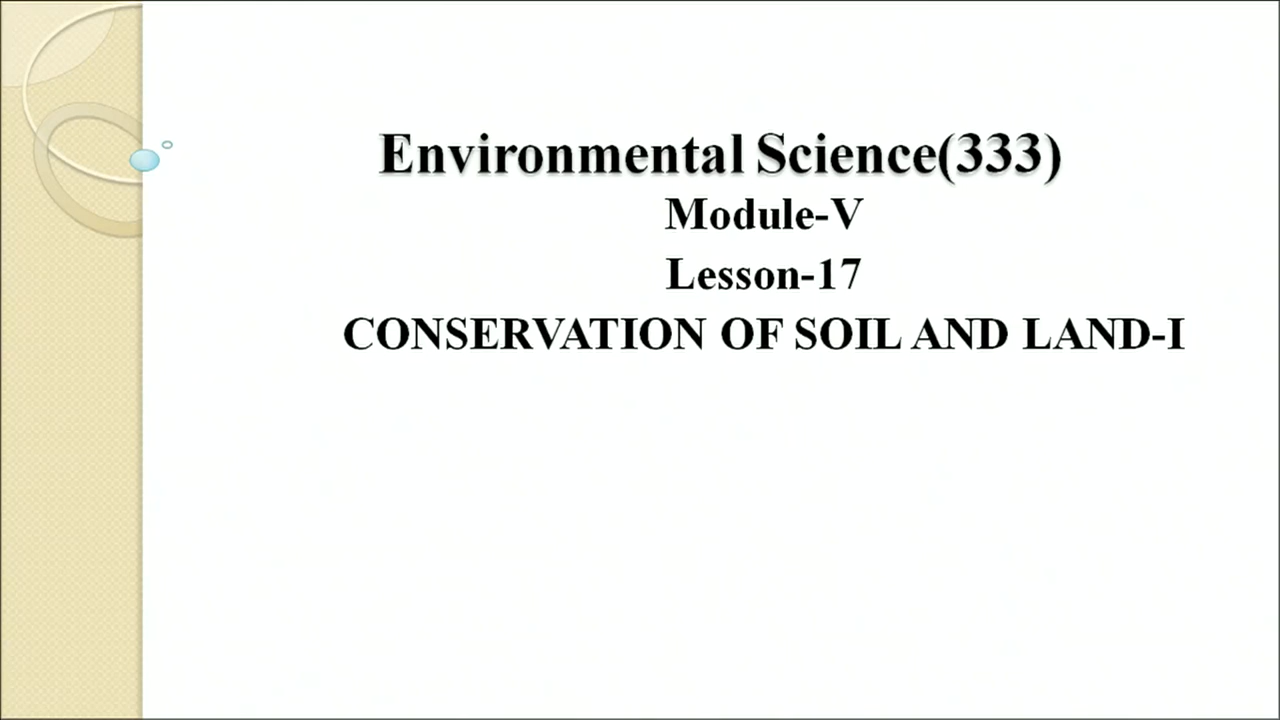 Environmental Science(333)
Module-V
Lesson-17
CONSERVATION OF SOIL AND LAND-I